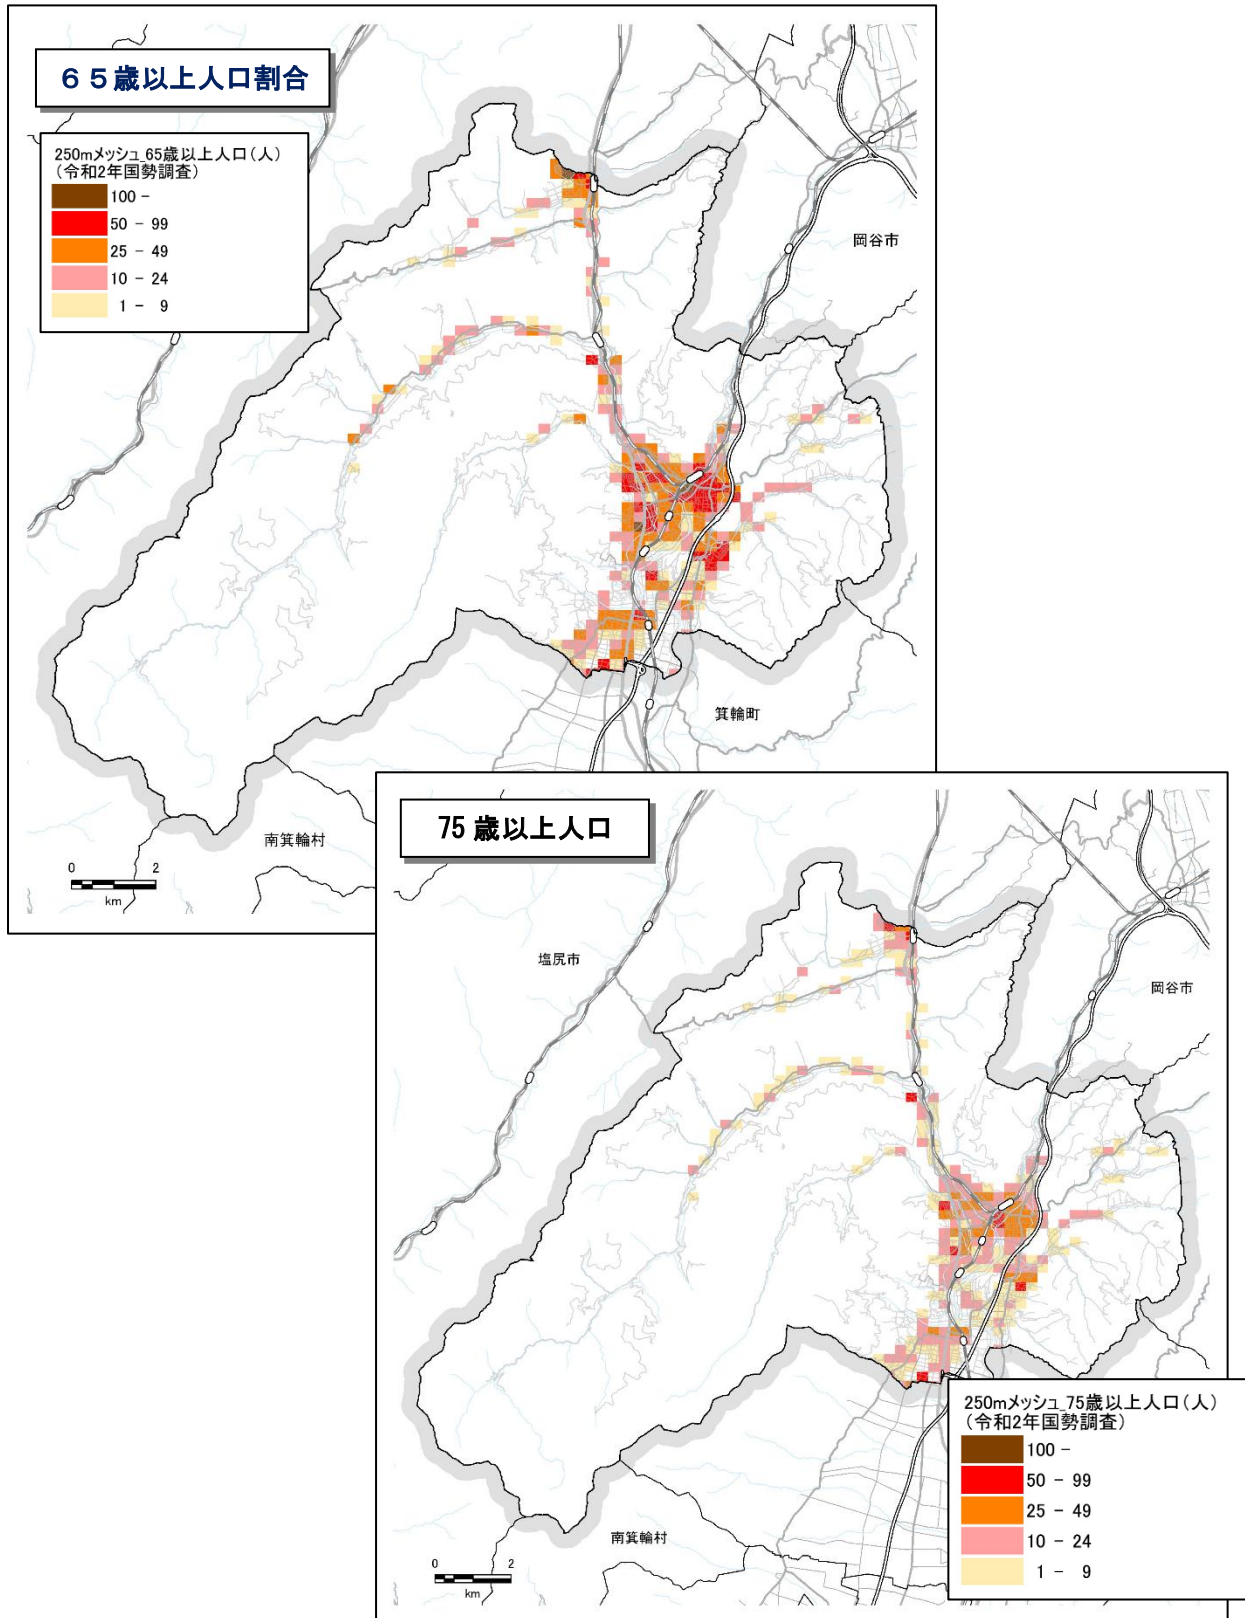 ６５歳以上人口割合
250mメッシュ_65歳以上人口(人)
(令和2年国勢調査)
100 -
50 - 99
25 - 49
10 - 24
1 - 9
岡谷市
箕輪町
南箕輪村
0 2
km
75歳以上人口
塩尻市
岡谷市
南箕輪村
0 2
km
250mメッシュ_75歳以上人口(人)
(令和2年国勢調査)
100 -
50 - 99
25 - 49
10 - 24
1 - 9